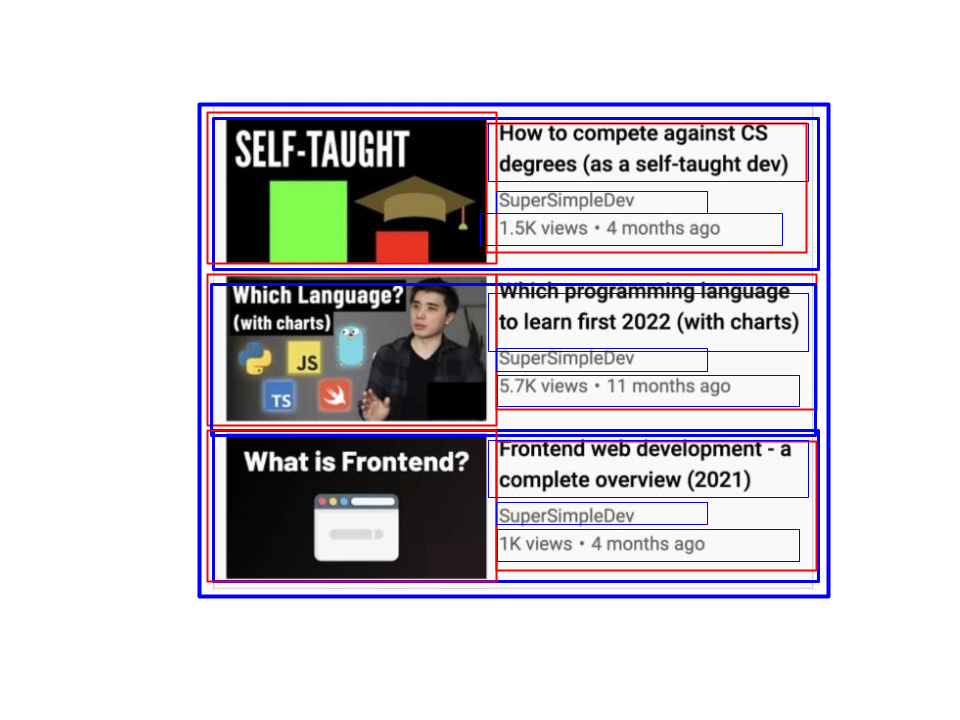 SELF-TAUGHT
How to compete against CS
degrees (as a self-taught dev)
SuperSimpleDev
1.5K views • 4 months ago
Which Language?
(with charts)
JS
TS
Which programming language
to learn first 2022 (with charts)
SuperSimpleDev
5.7K views • 11 months ago
What is Frontend?
Frontend web development - a
complete overview (2021)
SuperSimpleDev
1K views • 4 months ago